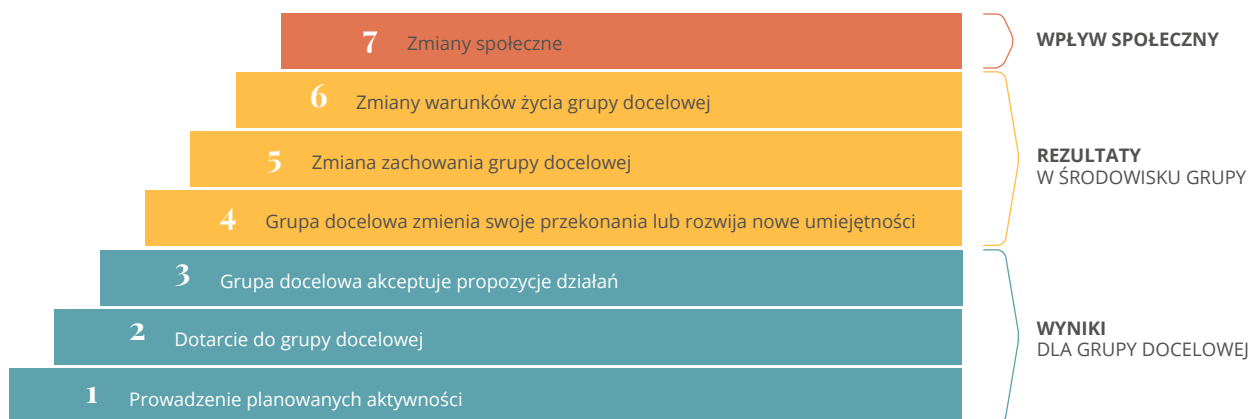 7 Zmiany społeczne
WPŁYW SPOŁECZNY
6 Zmiany warunków życia grupy docelowej
5 Zmiana zachowania grupy docelowej
4 Grupa docelowa zmienia swoje przekonania lub rozwija nowe umiejętności
REZULTATY
W ŚRODOWISKU GRUPY
3 Grupa docelowa akceptuje propozycje działań
2 Dotarcie do grupy docelowej
1 Prowadzenie planowanych aktywności
WYNIKI
DLA GRUPY DOCELOWEJ